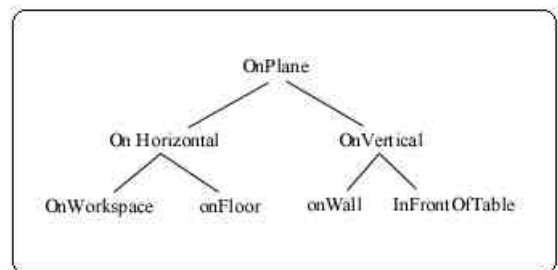 OnPlane
On Horizontal OnVertical
OnWorkspace onFloor onWall InFrontOfTable